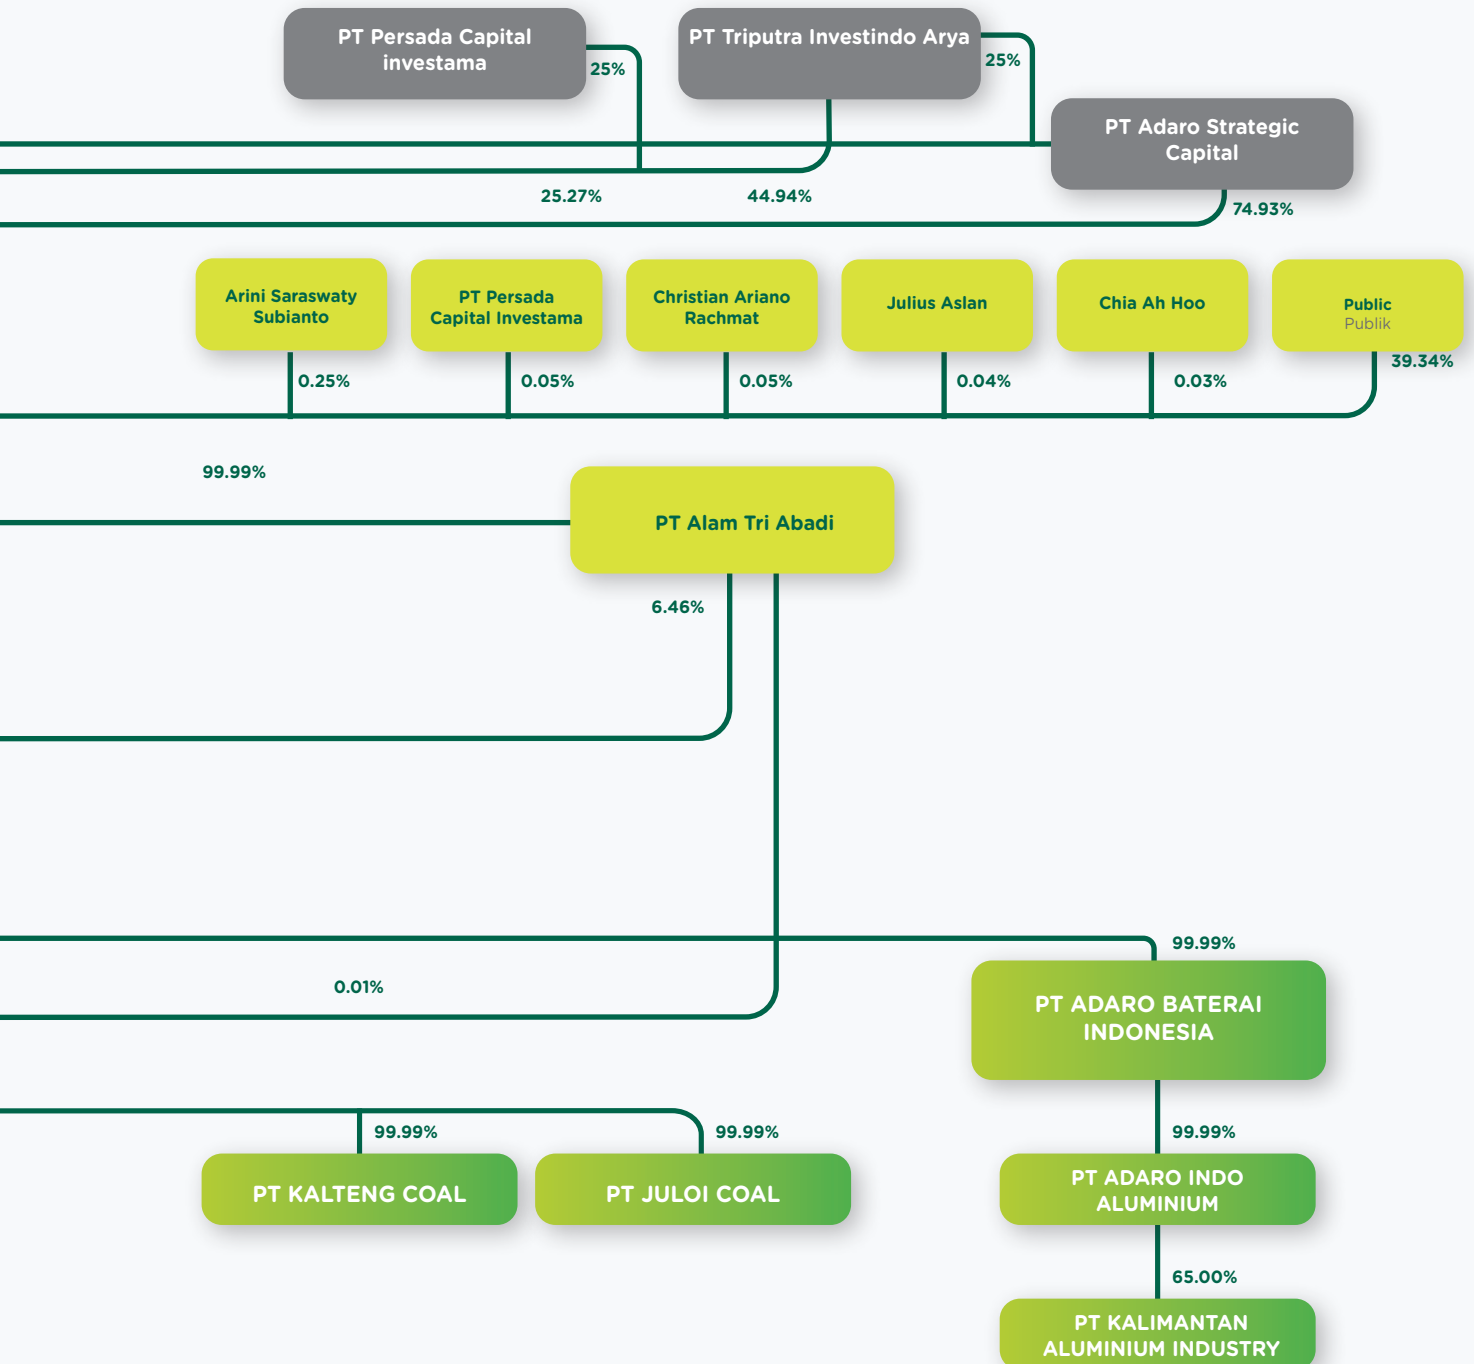 PT Persada Capital
investama
25%
PT Triputra Investindo Arya
25%
PT Adaro Strategic
Capital
25.27%
44.94%
74.93%
Arini Saraswaty
Subianto
PT Persada
Capital Investama
Christian Ariano
Rachmat
Julius Aslan
Chia Ah Hoo
Public
Publik
0.25%
0.05%
0.05%
0.04%
0.03%
39.34%
99.99%
PT Alam Tri Abadi
6.46%
99.99%
0.01%
PT ADARO BATERAI
INDONESIA
99.99%
99.99%
99.99%
PT KALTENG COAL
PT JULOI COAL
PT ADARO INDO
ALUMINIUM
65.00%
PT KALIMANTAN
ALUMINIUM INDUSTRY